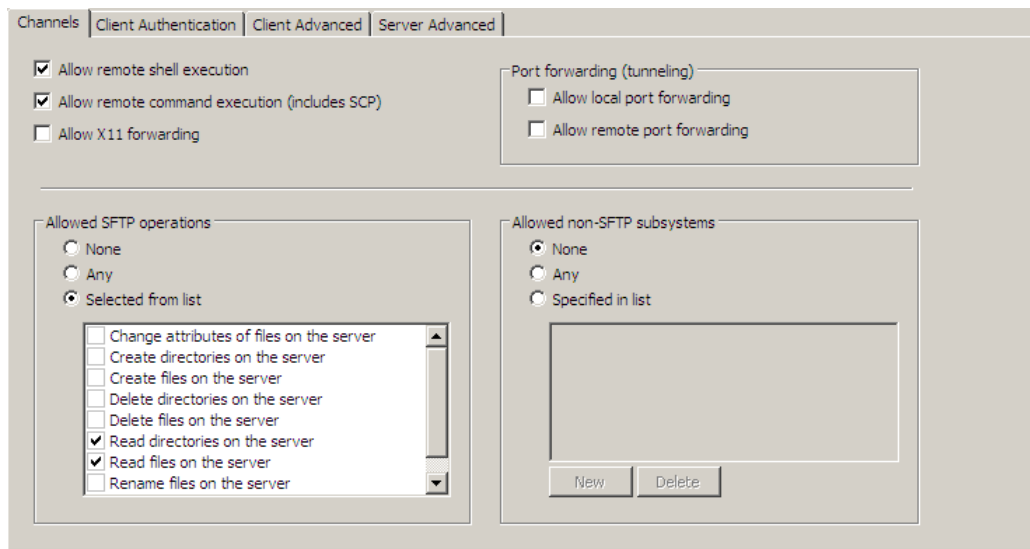 Channels Client Authentication Client Advanced Server Advanced
Allow remote shell execution
Allow remote command execution (includes SCP)
Allow X11 forwarding
Port forwarding (tunneling)
Allow local port forwarding
Allow remote port forwarding
Allowed SFTP operations
None
Any
Selected from list
Change attributes of files on the server
Create directories on the server
Create files on the server
Delete directories on the server
Delete files on the server
Read directories on the server
Read files on the server
Rename files on the server
Allowed non-SFTP subsystems
None
Any
Specified in list
New Delete